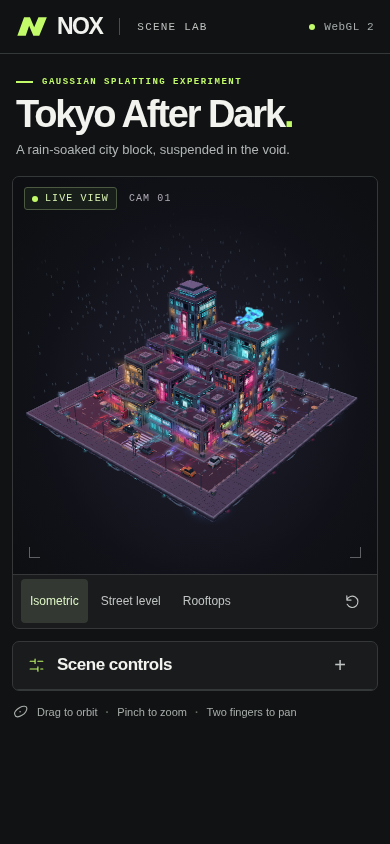 NOX
SCENE LAB
WebGL 2
GAUSSIAN SPLATTING EXPERIMENT
Tokyo After Dark.
A rain-soaked city block, suspended in the void.
LIVE VIEW
CAM 01
Isometric
Street level
Rooftops
Scene controls
+
Drag to orbit · Pinch to zoom · Two fingers to pan